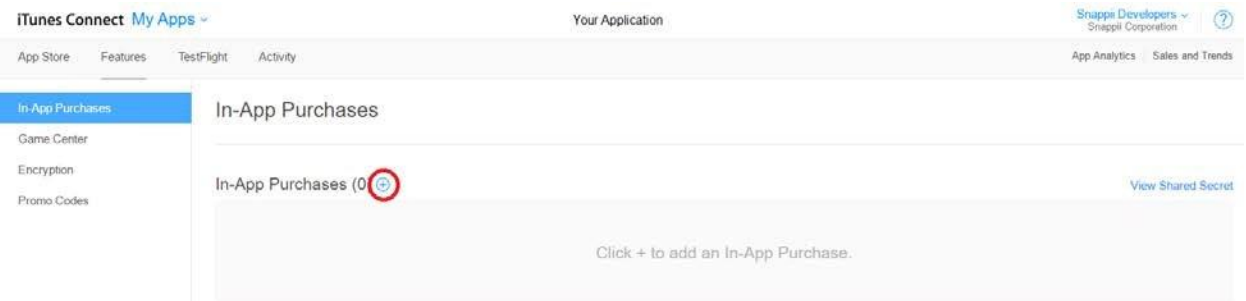 iTunes Connect My Apps
Your Application
Snappii Developers
Snappii Corporation
?
App Store Features TestFlight Activity
App Analytics Sales and Trends
In-App Purchases
Game Center
Encryption
Promo Codes
In-App Purchases
In-App Purchases (0
View Shared Secret
Click + to add an In-App Purchase.